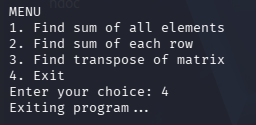 MENU
1. Find sum of all elements
2. Find sum of each row
3. Find transpose of matrix
4. Exit
Enter your choice: 4
Exiting program...